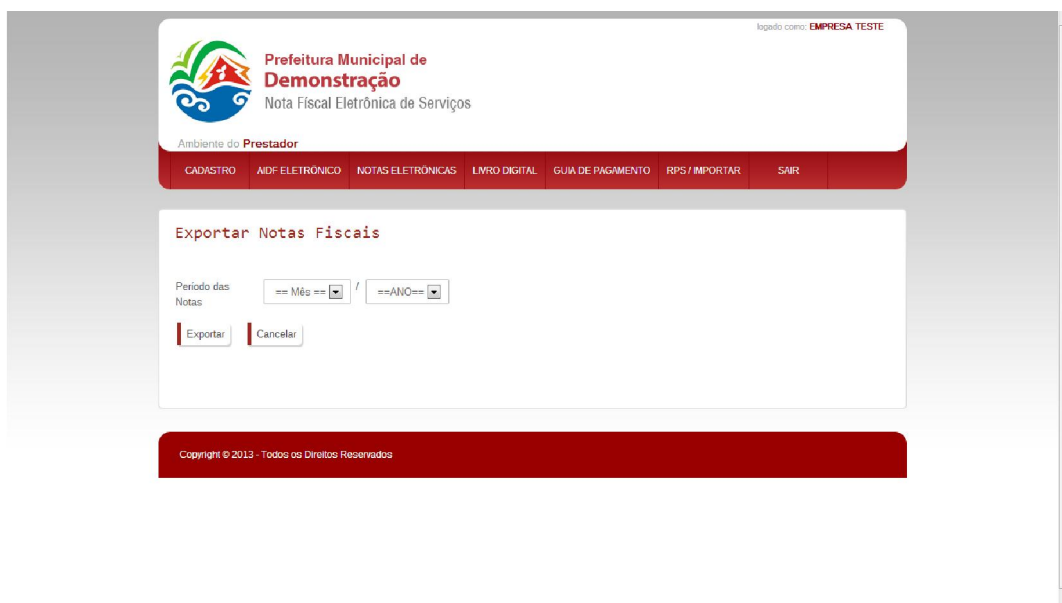 logado como: EMPRESA TESTE
Prefeitura Municipal de
Demonstração
Nota Físcal Eletrônica de Serviços
Ambiente do Prestador
CADASTRO AIDF ELETRÔNICO NOTAS ELETRÔNICAS LIVRO DIGITAL GUIA DE PAGAMENTO RPS / IMPORTAR SAIR
Exportar Notas Fiscais
Período das
Notas
== Mês == / ==ANO==
Exportar Cancelar
Copyright © 2013 - Todos os Direitos Reservados